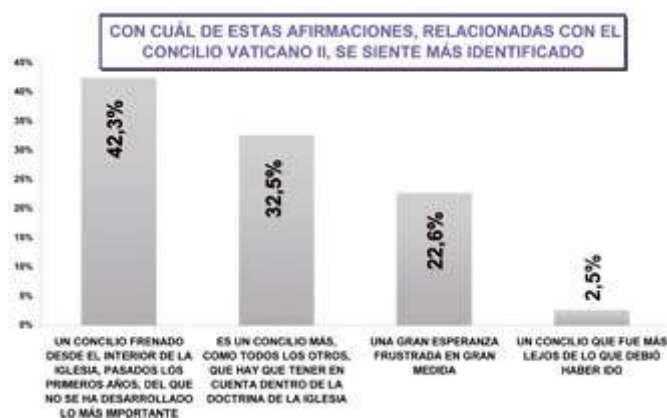 CON CUÁL DE ESTAS AFIRMACIONES, RELACIONADAS CON EL
CONCILIO VATICANO II, SE SIENTE MÁS IDENTIFICADO
45%
40%
35%
30%
25%
20%
15%
10%
5%
0%
42,3%
32,5%
22,6%
2,5%
UN CONCILIO FRENADO
DESDE EL INTERIOR DE LA
IGLESIA, PASADOS LOS
PRIMEROS AÑOS, DEL QUE
NO SE HA DESARROLLADO
LO MÁS IMPORTANTE
ES UN CONCILIO MÁS,
COMO TODOS LOS OTROS,
QUE HAY QUE TENER EN
CUENTA DENTRO DE LA
DOCTRINA DE LA IGLESIA
UNA GRAN ESPERANZA
FRUSTRADA EN GRAN
MEDIDA
UN CONCILIO QUE FUE MÁS
LEJOS DE LO QUE DEBIÓ
HABER IDO